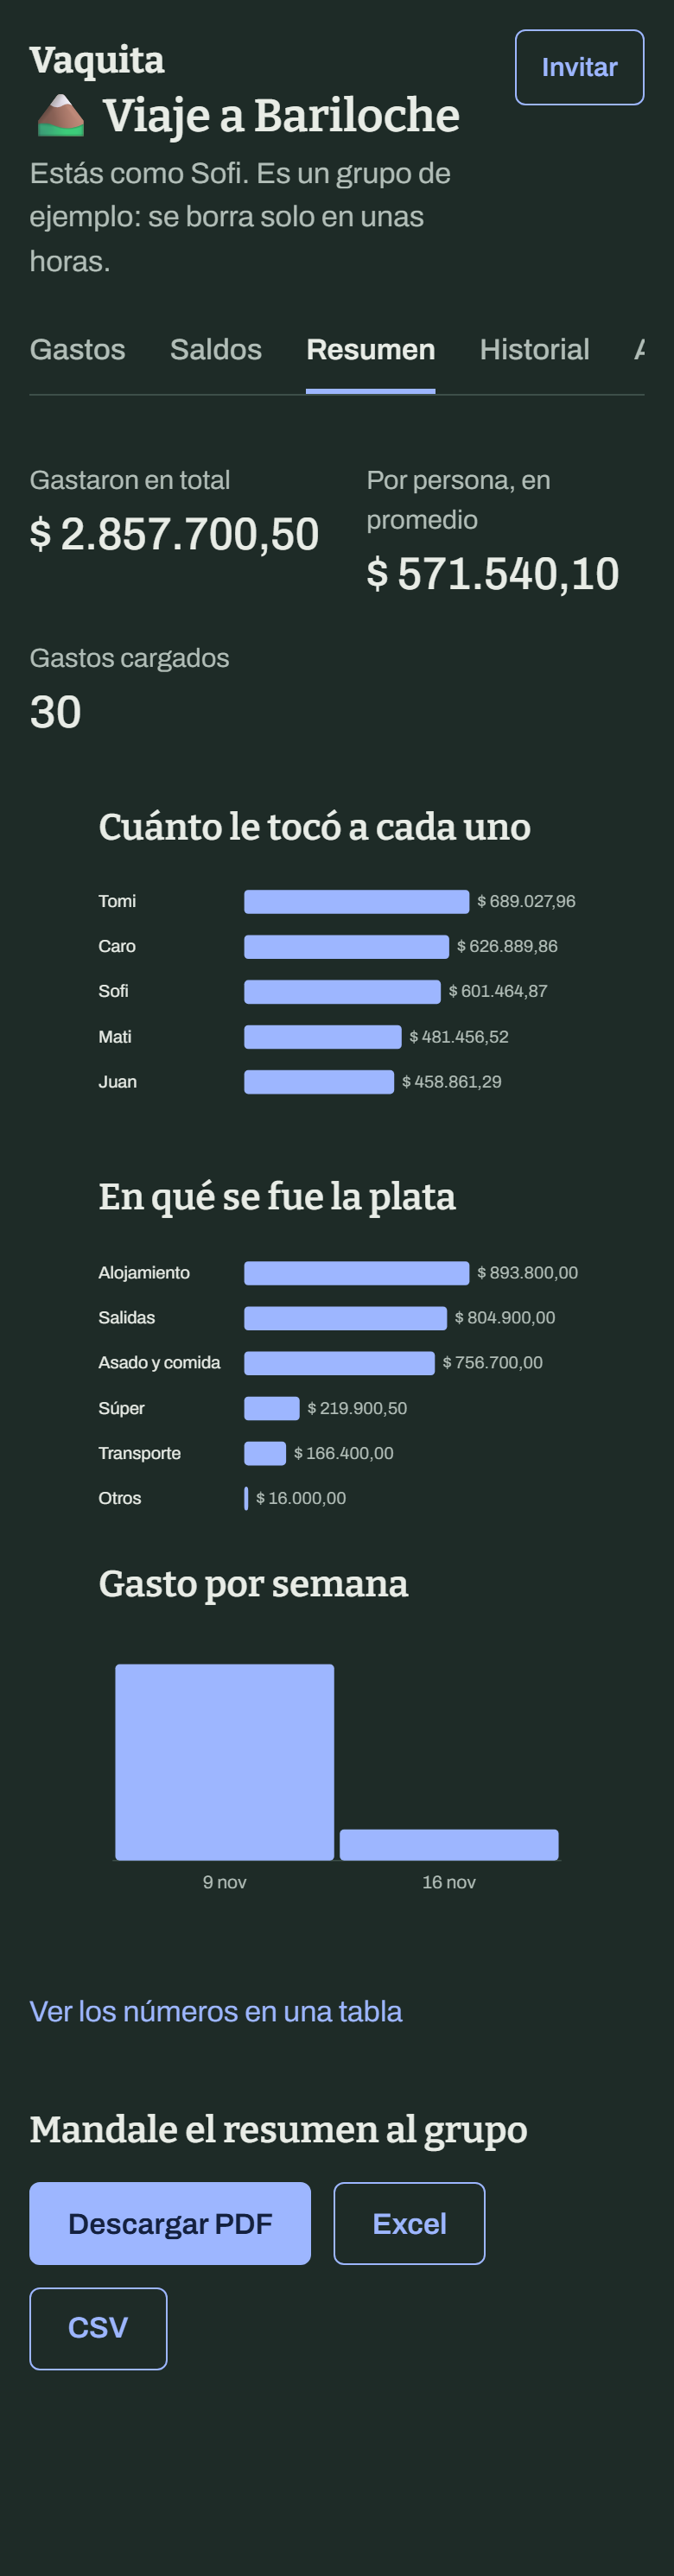 Vaquita
Invitar
Viaje a Bariloche
Estás como Sofi. Es un grupo de
ejemplo: se borra solo en unas
horas.
Gastos Saldos Resumen Historial
Gastaron en total
$ 2.857.700,50
Por persona, en
promedio
$ 571.540,10
Gastos cargados
30
Cuánto le tocó a cada uno
Tomi $ 689.027,96
Caro $ 626.889,86
Sofi $ 601.464,87
Mati $ 481.456,52
Juan $ 458.861,29
En qué se fue la plata
Alojamiento $ 893.800,00
Salidas $ 804.900,00
Asado y comida $ 756.700,00
Súper $ 219.900,50
Transporte $ 166.400,00
Otros $ 16.000,00
Gasto por semana
9 nov 16 nov
Ver los números en una tabla
Mandale el resumen al grupo
Descargar PDF Excel
CSV